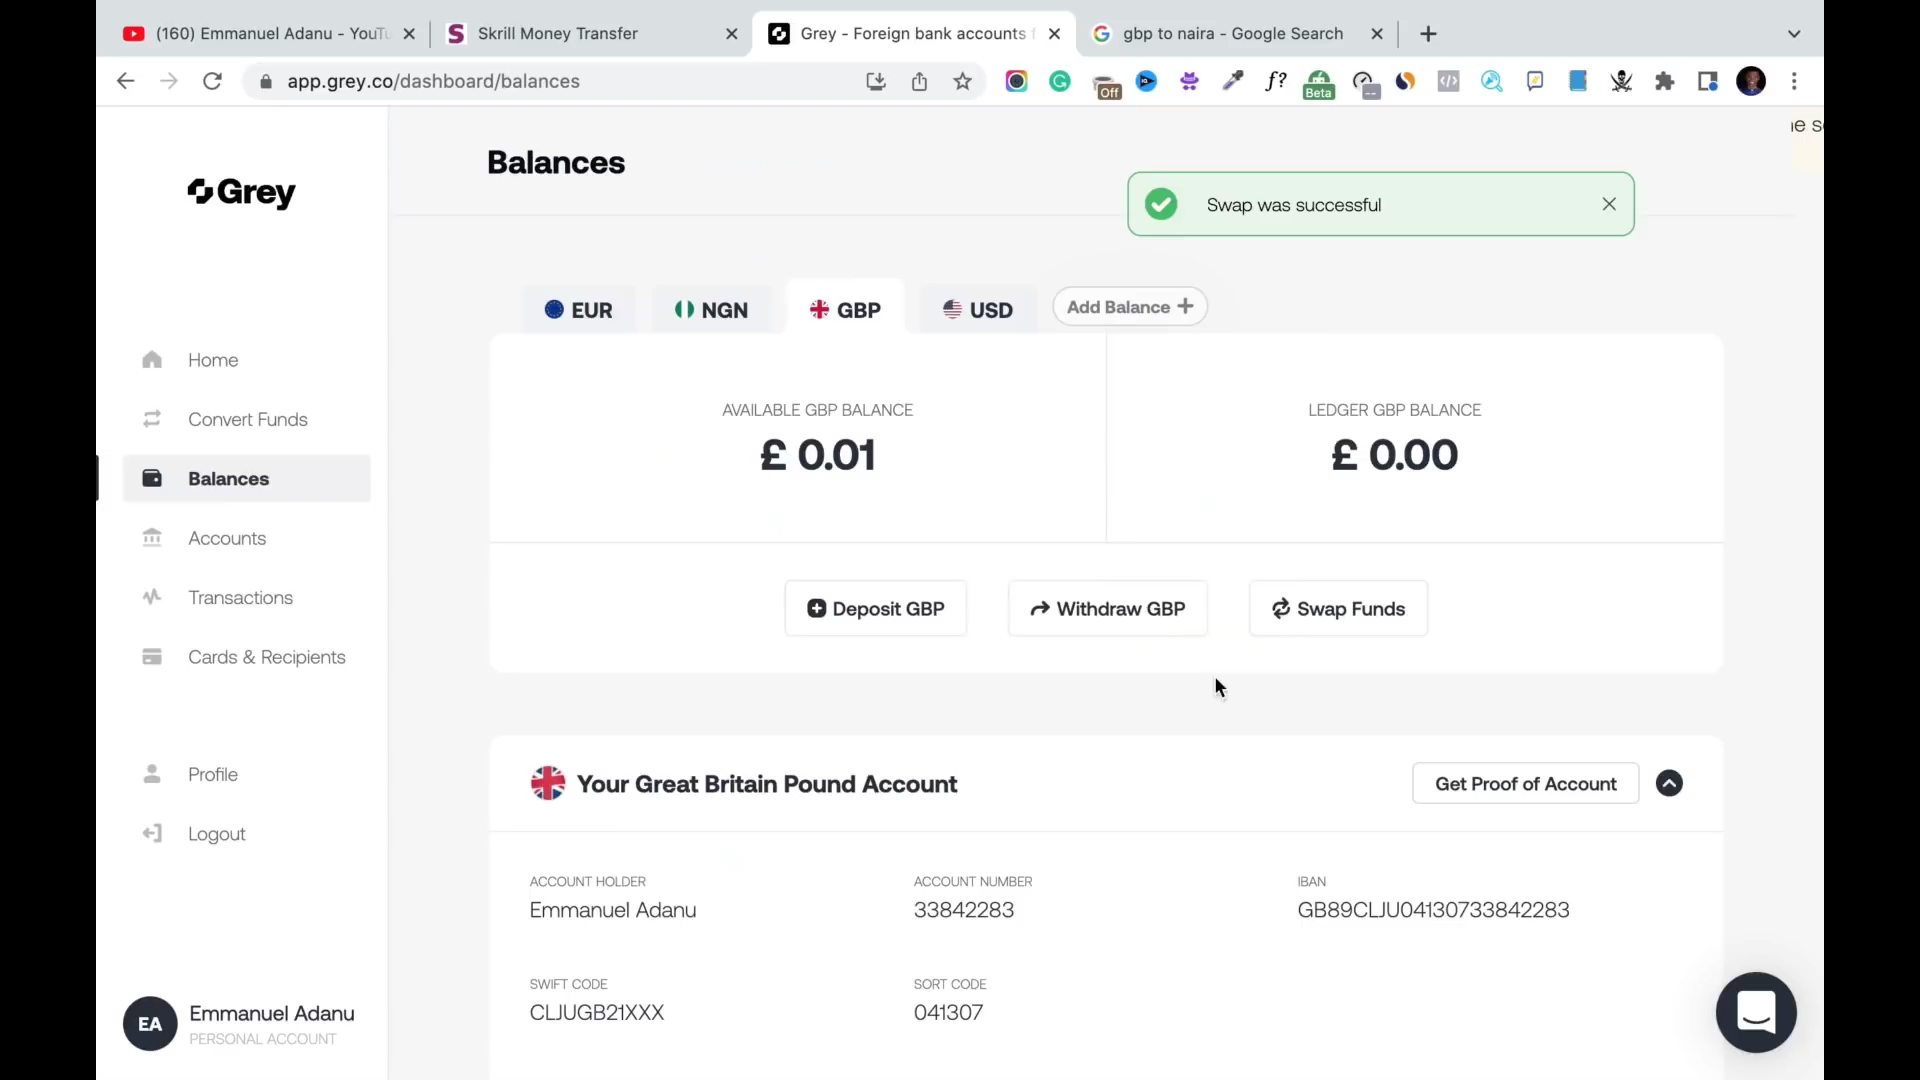 (160) Emmanuel Adanu - YouTu
Skrill Money Transfer
Grey - Foreign bank accounts f
gbp to naira - Google Search
app.grey.co/dashboard/balances
Off
f?
Beta
Grey
Balances
Swap was successful
EUR
NGN
GBP
USD
Add Balance +
Home
Convert Funds
Balances
Accounts
Transactions
Cards & Recipients
Profile
Logout
AVAILABLE GBP BALANCE
£ 0.01
LEDGER GBP BALANCE
£ 0.00
Deposit GBP
Withdraw GBP
Swap Funds
Your Great Britain Pound Account
Get Proof of Account
ACCOUNT HOLDER
Emmanuel Adanu
ACCOUNT NUMBER
33842283
IBAN
GB89CLJU04130733842283
SWIFT CODE
CLJUGB21XXX
SORT CODE
041307
EA
Emmanuel Adanu
PERSONAL ACCOUNT